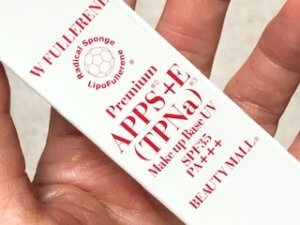 W FULLERENE
Radical Sponge
LipoFullerene
Premium
APPS+E
(TPNa)
Make up Base UV
SPF35
PA+++
BEAUTY MALL®